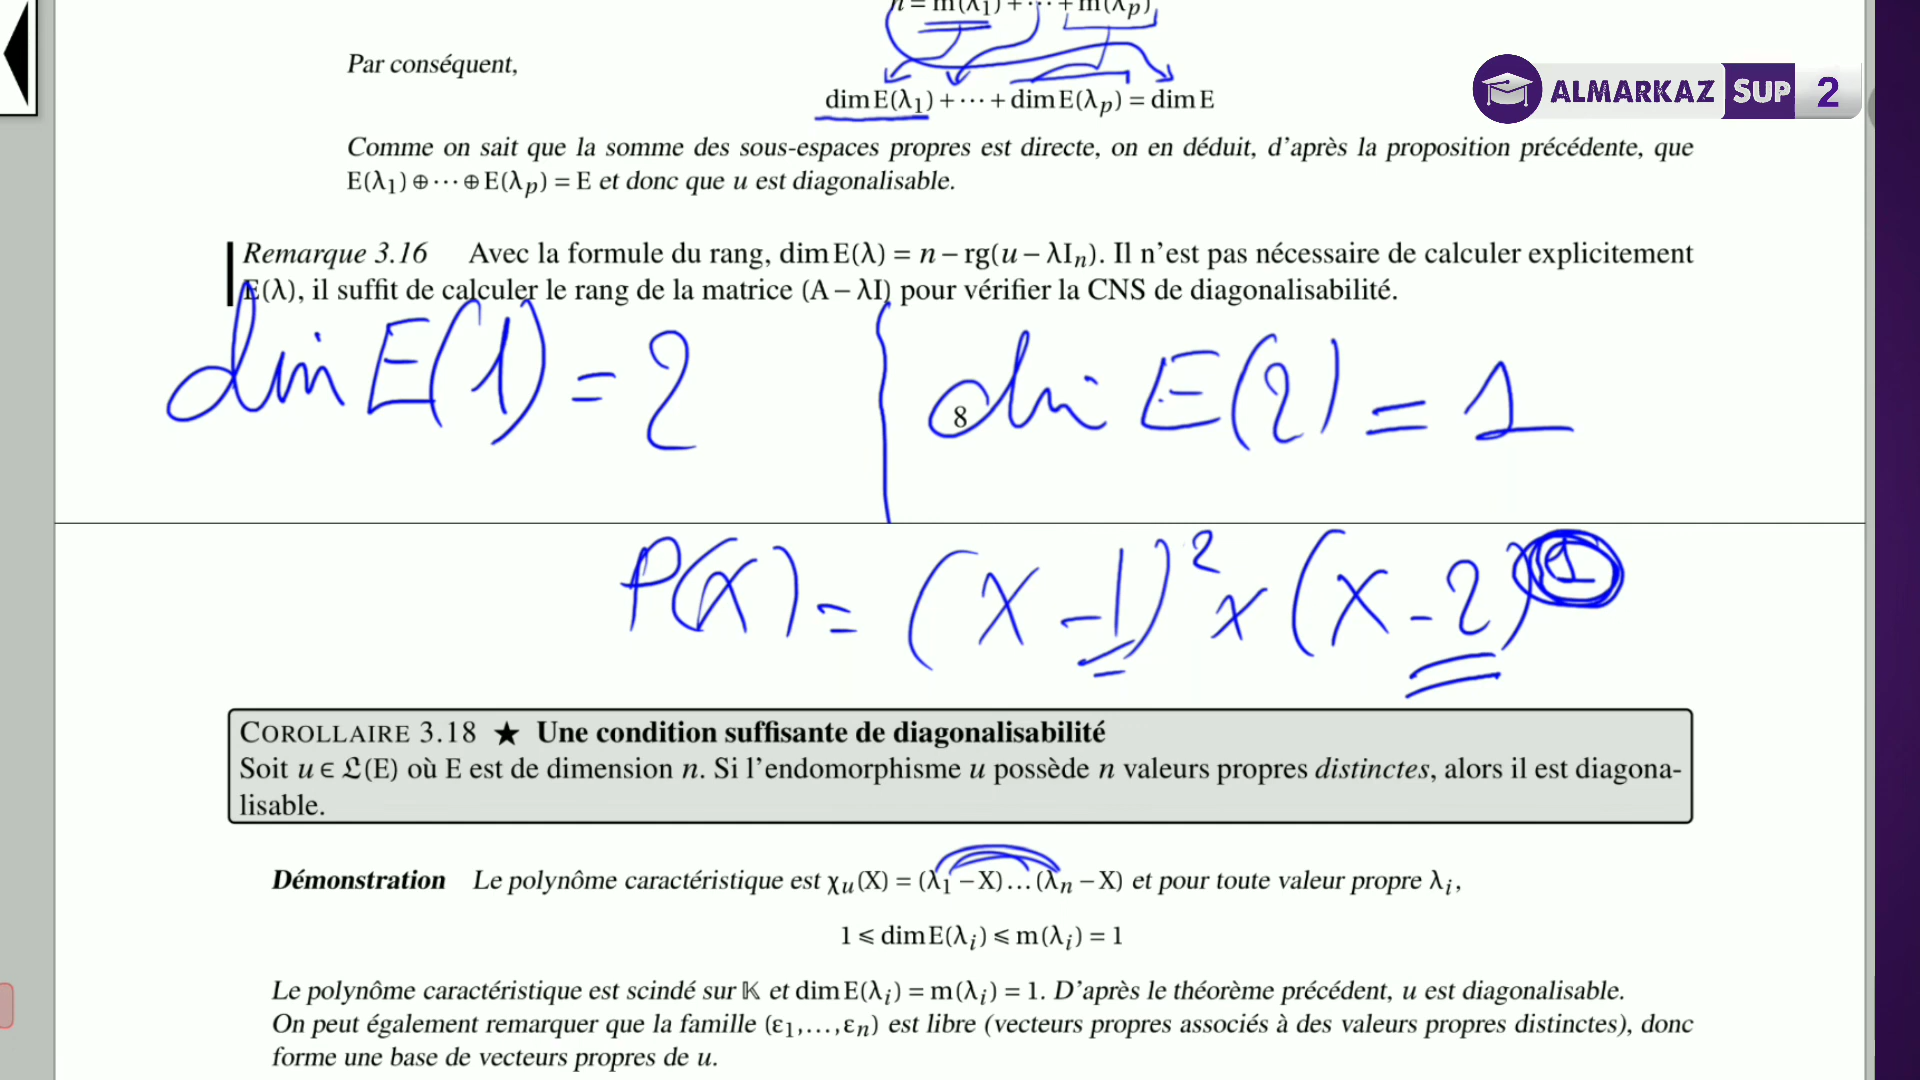 n = m(λ₁) + ··· + m(λₚ),
Par conséquent,
dim E(λ₁) + ··· + dim E(λₚ) = dim E
ALMARKAZ SUP 2
Comme on sait que la somme des sous-espaces propres est directe, on en déduit, d'après la proposition précédente, que
E(λ₁) ⊕ ··· ⊕ E(λₚ) = E et donc que u est diagonalisable.
Remarque 3.16 Avec la formule du rang, dim E(λ) = n − rg(u − λIₙ). Il n'est pas nécessaire de calculer explicitement
E(λ), il suffit de calculer le rang de la matrice (A − λI) pour vérifier la CNS de diagonalisabilité.
dim E(1) = 2
dim E(2) = 1
8
P(X) = (X − 1)² × (X − 2)¹
COROLLAIRE 3.18 ★ Une condition suffisante de diagonalisabilité
Soit u ∈ 𝔏(E) où E est de dimension n. Si l'endomorphisme u possède n valeurs propres distinctes, alors il est diagona-
lisable.
Démonstration Le polynôme caractéristique est χᵤ(X) = (λ₁ − X)...(λₙ − X) et pour toute valeur propre λᵢ,
1 ⩽ dim E(λᵢ) ⩽ m(λᵢ) = 1
Le polynôme caractéristique est scindé sur 𝕂 et dim E(λᵢ) = m(λᵢ) = 1. D'après le théorème précédent, u est diagonalisable.
On peut également remarquer que la famille (ε₁,...,εₙ) est libre (vecteurs propres associés à des valeurs propres distinctes), donc
forme une base de vecteurs propres de u.